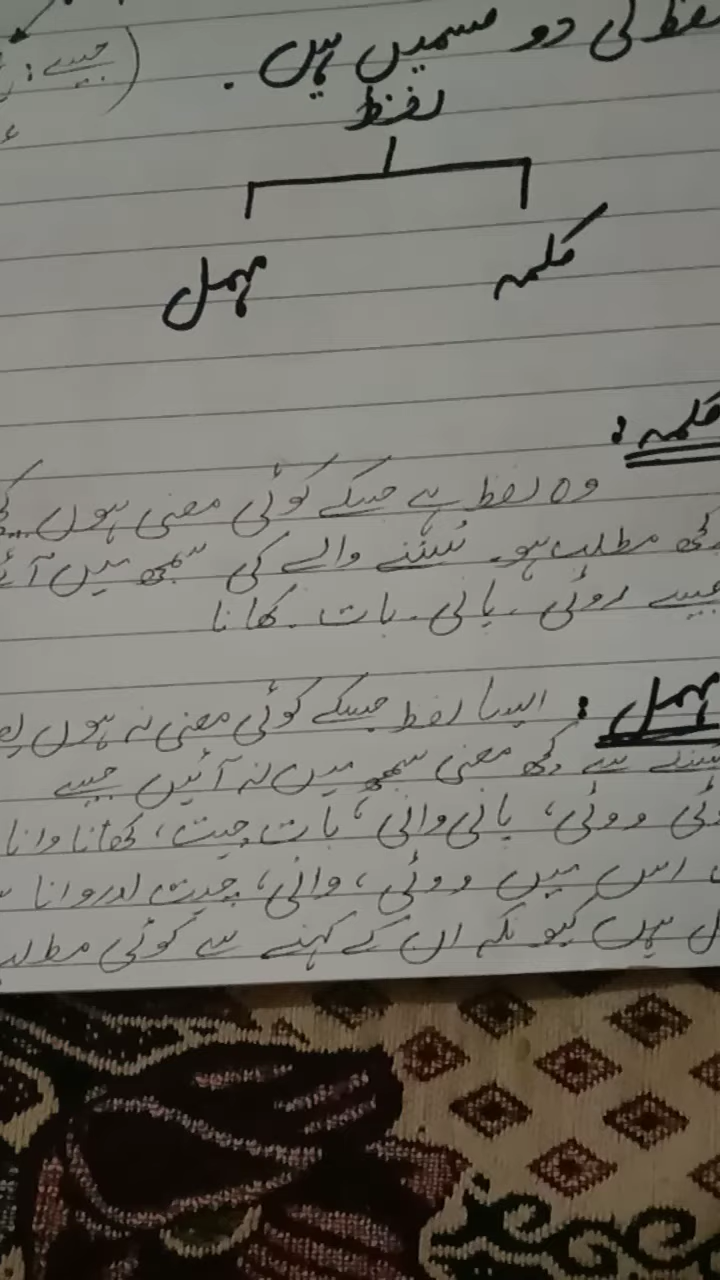 لفظ کی دو قسمیں ہیں۔
(جیسے:
لفظ
کلمہ مہمل
کلمہ:
وہ لفظ ہے جسکے کوئی معنی ہوں
مطلب ہو۔ سننے والے کی سمجھ میں آئے
جیسے روٹی۔ پانی۔ بات۔ کھانا
مہمل: ایسا لفظ جسکے کوئی معنی نہ ہوں
سننے سے کچھ معنی سمجھ میں نہ آئیں جیسے
ووٹی، پانی وانی، بات چیت، کھانا وانا
اس میں ووٹی، وانی، چیت اور وانا
ہیں کیونکہ ان کے کہنے سے کوئی